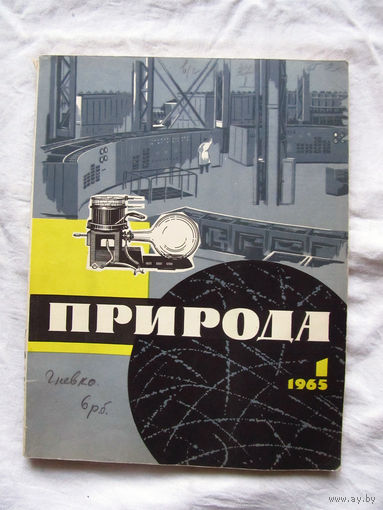 ПРИРОДА
1
1965
Гневко.
6 рб.
www.ay.by